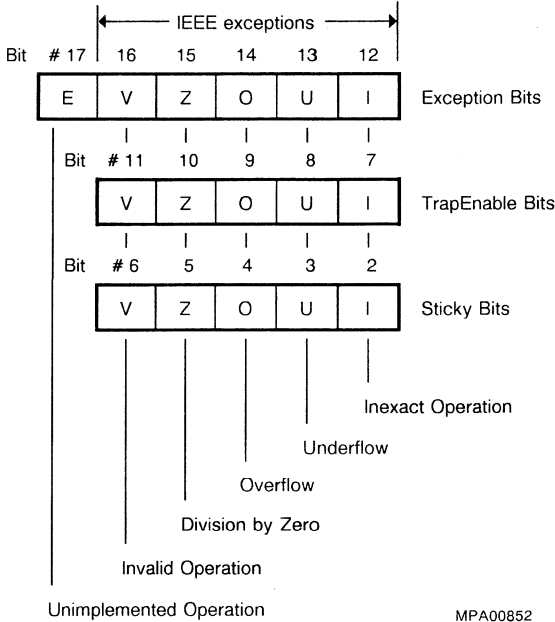 IEEE exceptions
Bit # 17 16 15 14 13 12
E V Z O U I Exception Bits
Bit # 11 10 9 8 7
V Z O U I TrapEnable Bits
Bit # 6 5 4 3 2
V Z O U I Sticky Bits
Inexact Operation
Underflow
Overflow
Division by Zero
Invalid Operation
Unimplemented Operation
MPA00852